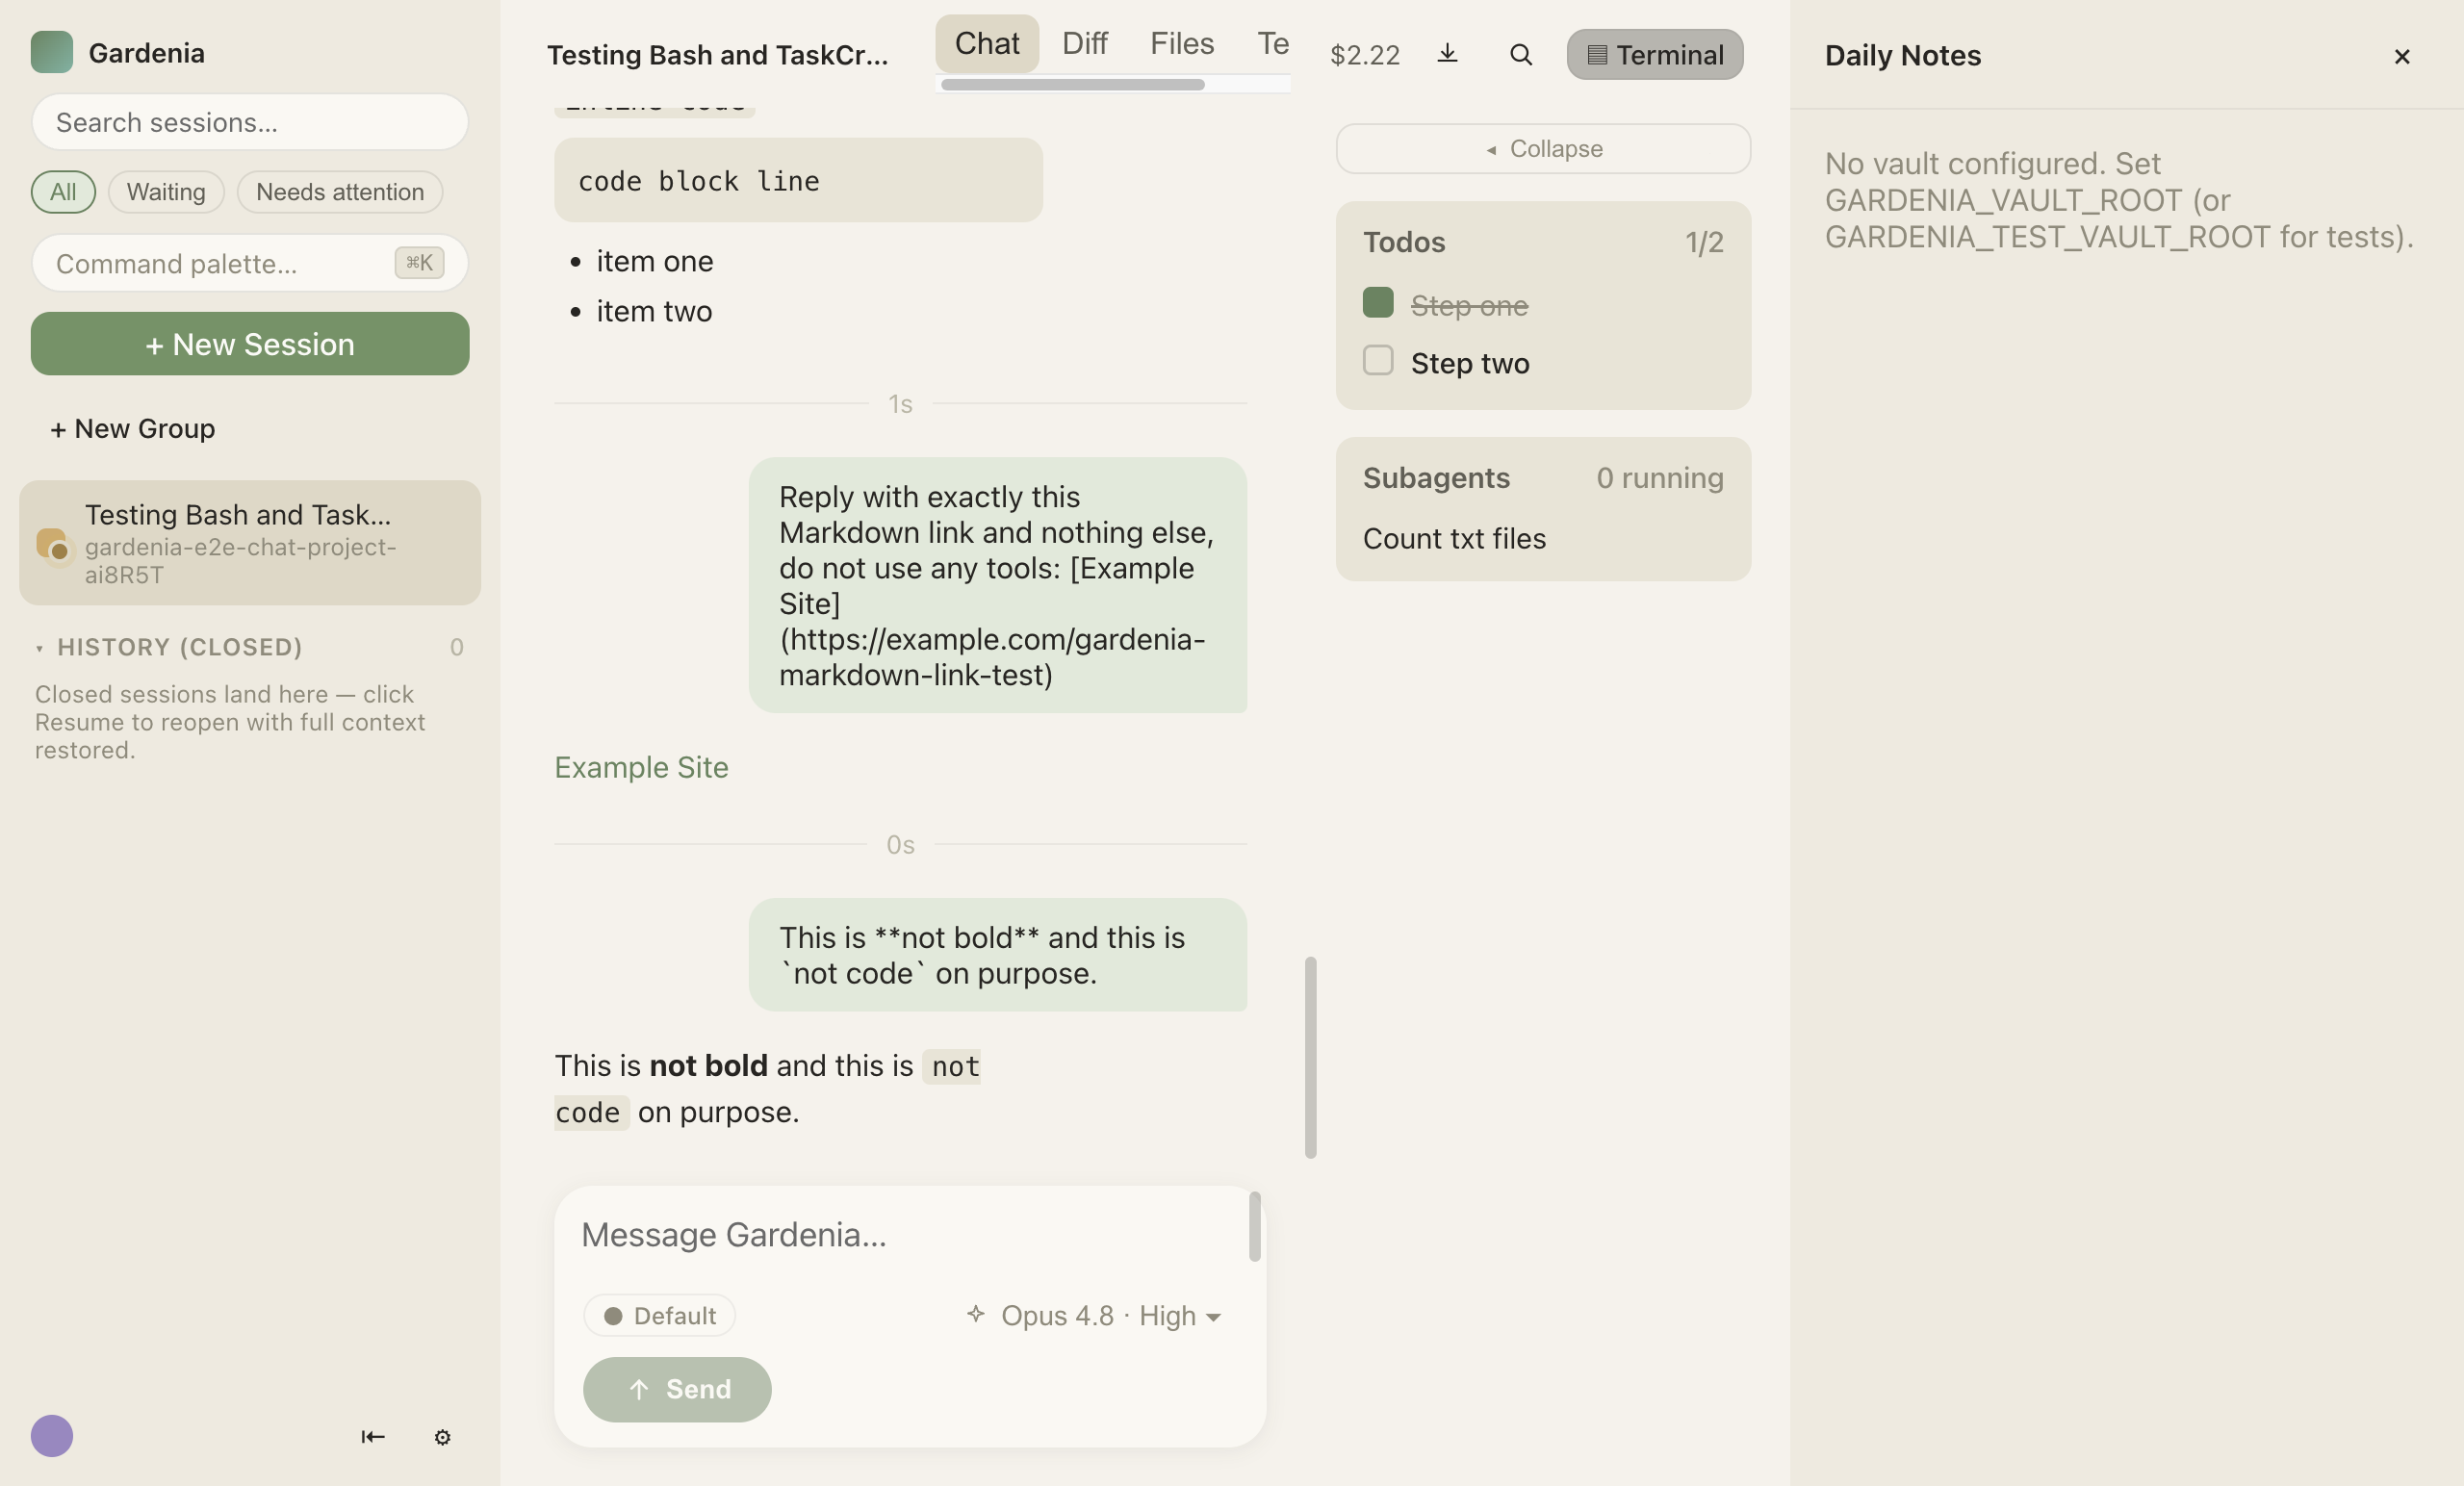 Gardenia
Search sessions...
All
Waiting
Needs attention
Command palette...
⌘K
+ New Session
+ New Group
Testing Bash and Task...
gardenia-e2e-chat-project-
ai8R5T
HISTORY (CLOSED)
0
Closed sessions land here — click
Resume to reopen with full context
restored.
Testing Bash and TaskCr...
Chat
Diff
Files
Te
$2.22
Terminal
code block line
• item one
• item two
1s
Reply with exactly this
Markdown link and nothing else,
do not use any tools: [Example
Site]
(https://example.com/gardenia-
markdown-link-test)
Example Site
0s
This is **not bold** and this is
`not code` on purpose.
This is not bold and this is not
code on purpose.
Message Gardenia...
Default
Opus 4.8 · High
Send
Collapse
Todos
1/2
Step one
Step two
Subagents
0 running
Count txt files
Daily Notes
No vault configured. Set
GARDENIA_VAULT_ROOT (or
GARDENIA_TEST_VAULT_ROOT for tests).